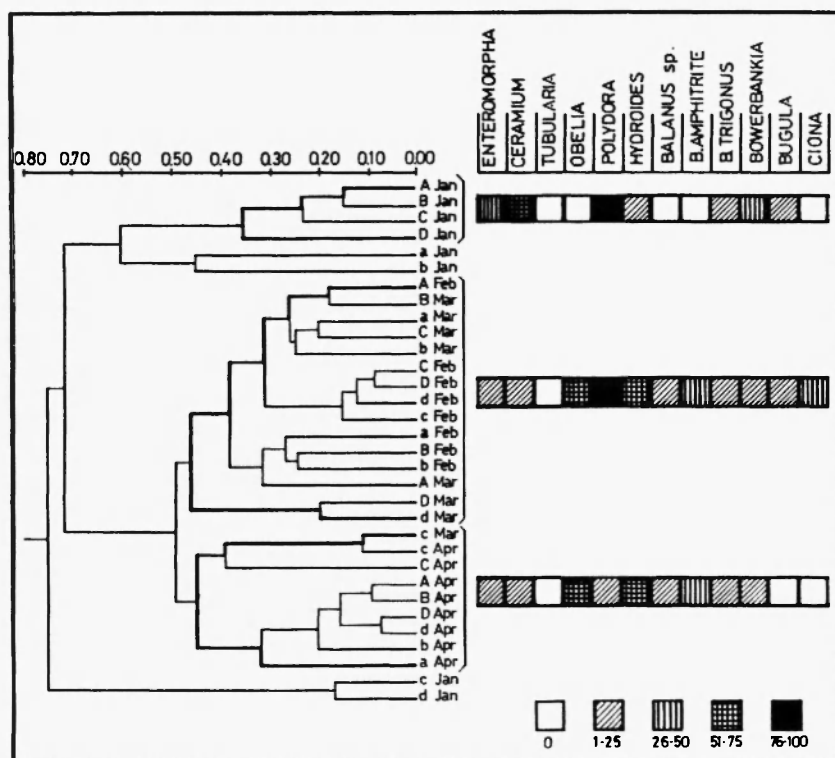 ENTEROMORPHA
CERAMIUM
TUBULARIA
OBELIA
POLYDORA
HYDROIDES
BALANUS sp.
B.AMPHITRITE
B.TRIGONUS
BOWERBANKIA
BUGULA
CIONA
0.80 0.70 0.60 0.50 0.40 0.30 0.20 0.10 0.00
A Jan
B Jan
C Jan
D Jan
a Jan
b Jan
A Feb
B Mar
a Mar
C Mar
b Mar
C Feb
D Feb
d Feb
c Feb
a Feb
B Feb
b Feb
A Mar
D Mar
d Mar
c Mar
c Apr
C Apr
A Apr
B Apr
D Apr
d Apr
b Apr
a Apr
c Jan
d Jan
0 1-25 26-50 51-75 76-100